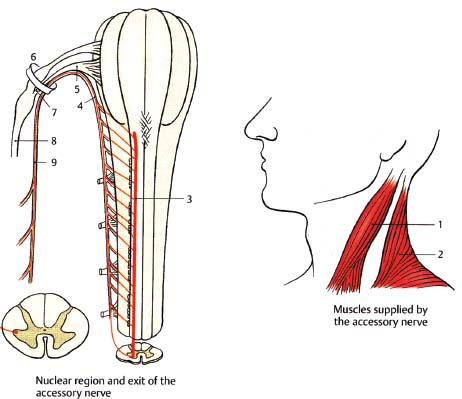 6
5
7
4
8
9
3
1
2
Muscles supplied by
the accessory nerve
Nuclear region and exit of the
accessory nerve